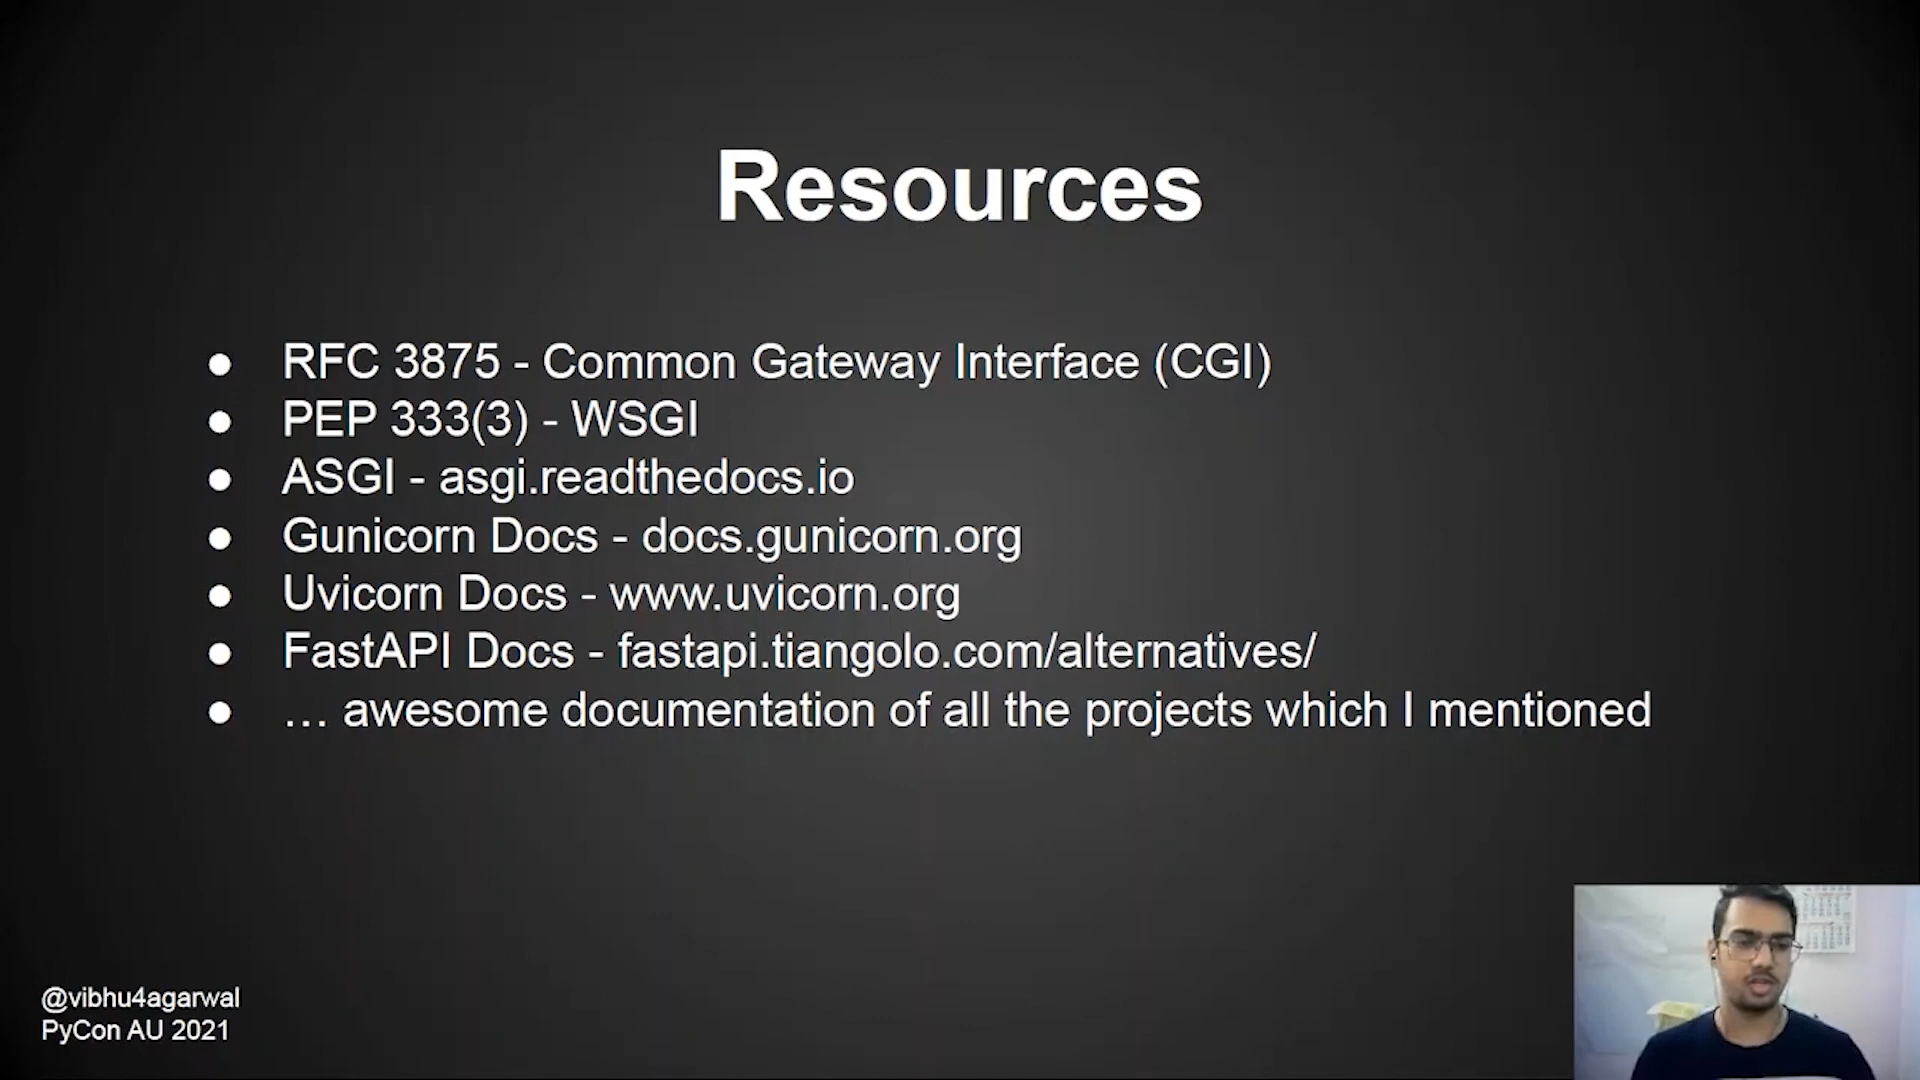 Resources
● RFC 3875 - Common Gateway Interface (CGI)
● PEP 333(3) - WSGI
● ASGI - asgi.readthedocs.io
● Gunicorn Docs - docs.gunicorn.org
● Uvicorn Docs - www.uvicorn.org
● FastAPI Docs - fastapi.tiangolo.com/alternatives/
● … awesome documentation of all the projects which I mentioned
@vibhu4agarwal
PyCon AU 2021